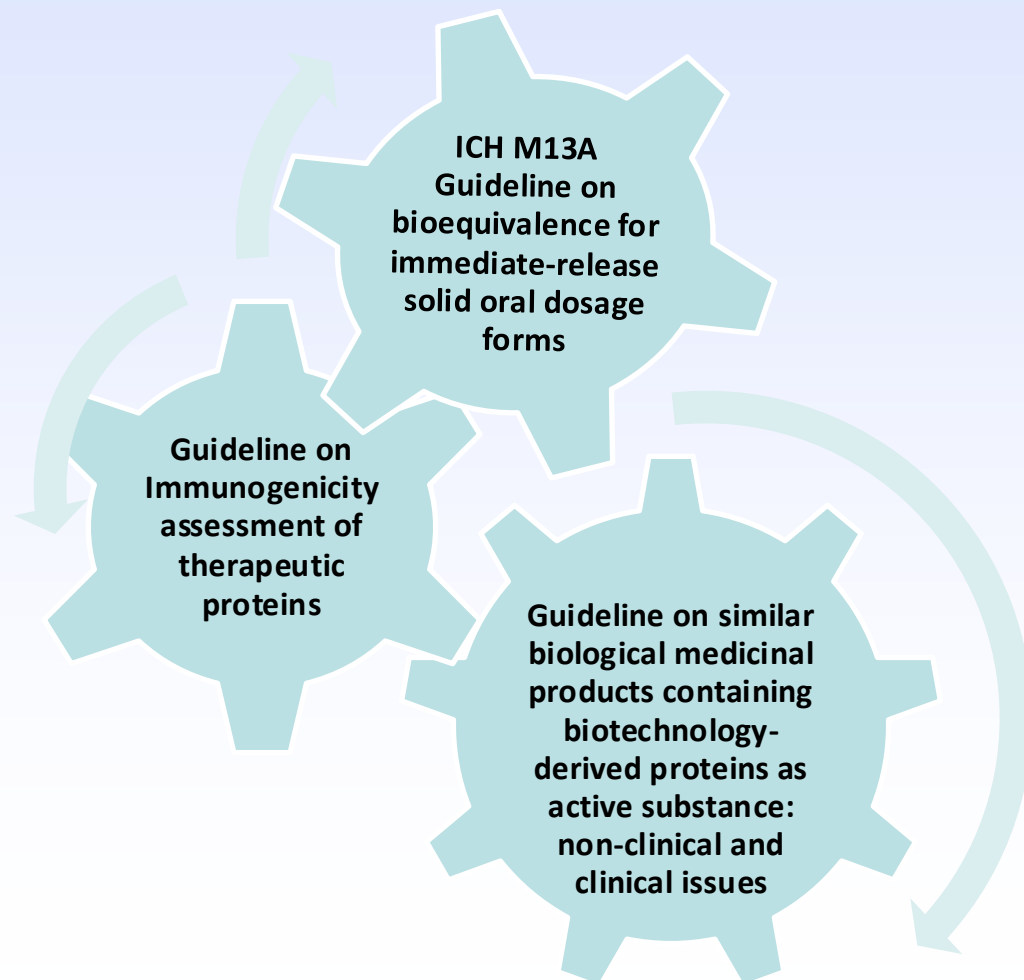 ICH M13A
Guideline on
bioequivalence for
immediate-release
solid oral dosage
forms
Guideline on
Immunogenicity
assessment of
therapeutic
proteins
Guideline on similar
biological medicinal
products containing
biotechnology-
derived proteins as
active substance:
non-clinical and
clinical issues